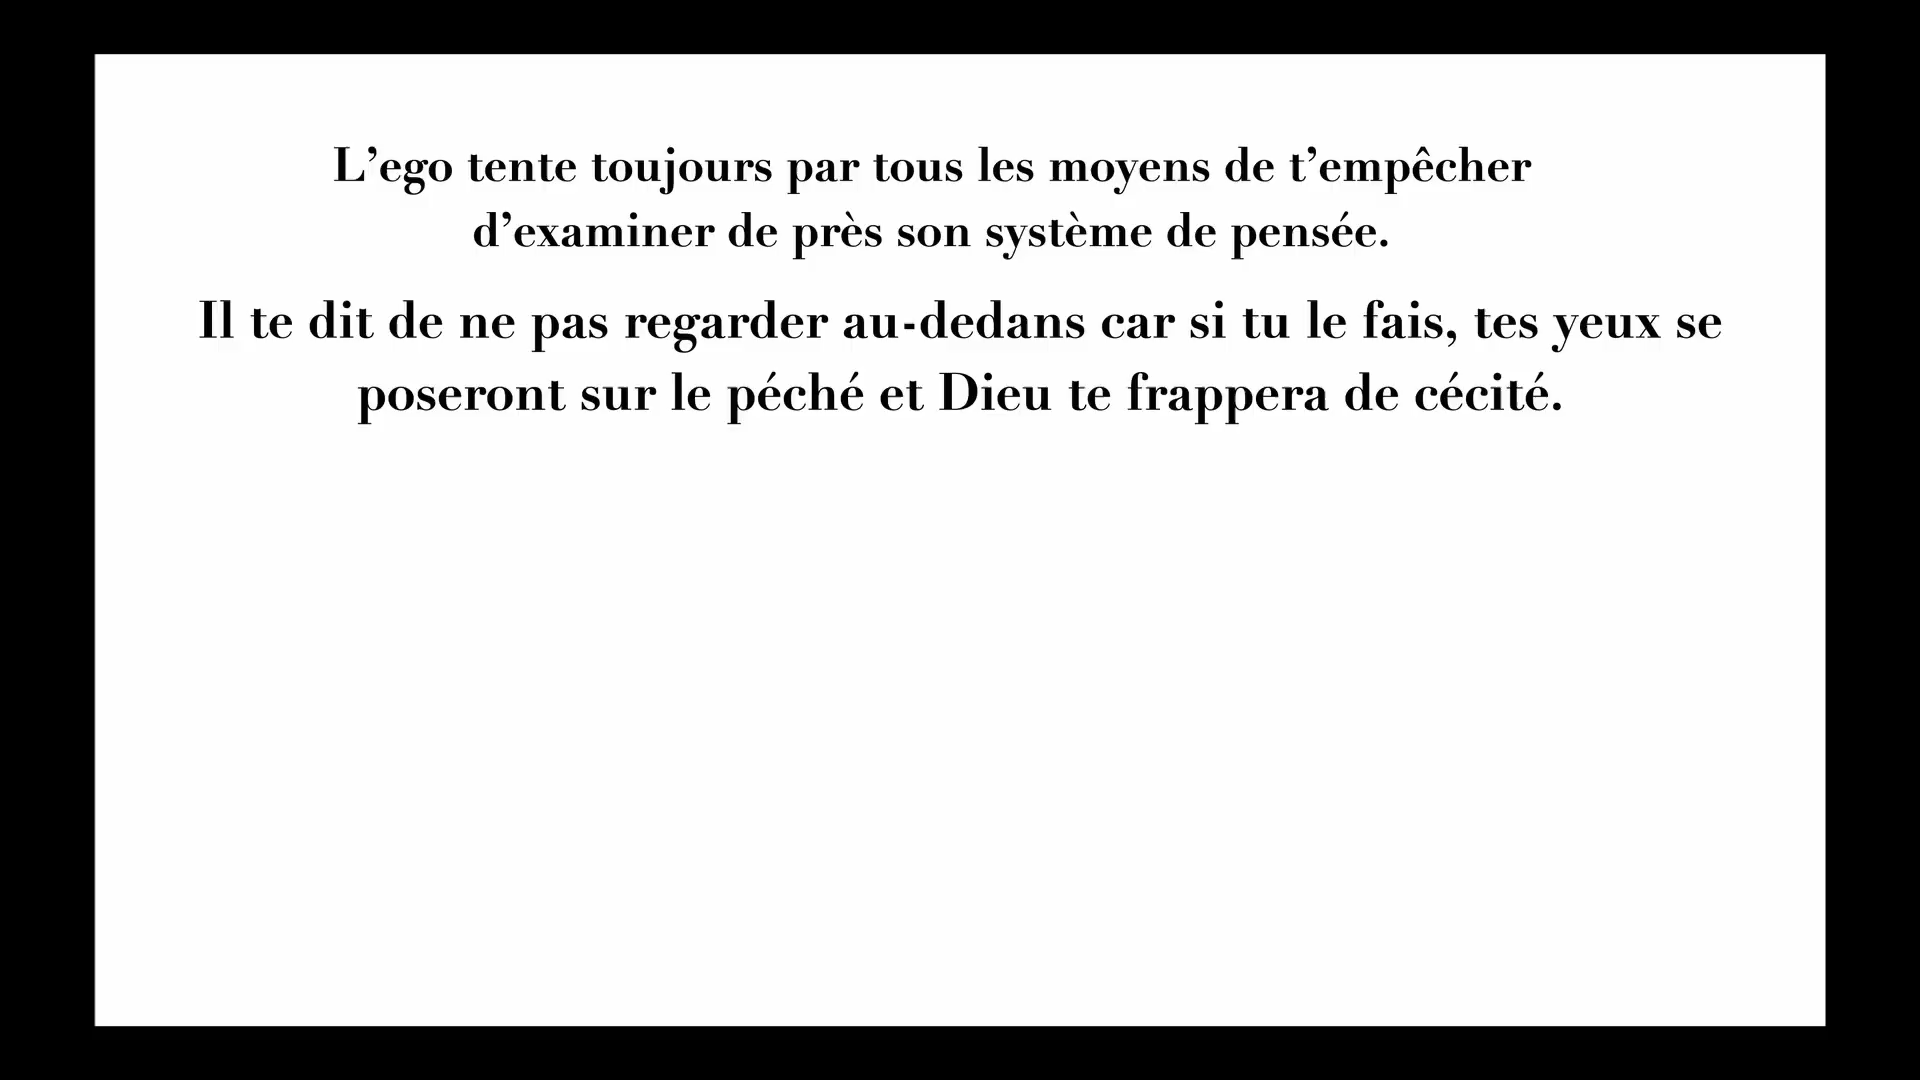 L’ego tente toujours par tous les moyens de t’empêcher
d’examiner de près son système de pensée.
Il te dit de ne pas regarder au-dedans car si tu le fais, tes yeux se
poseront sur le péché et Dieu te frappera de cécité.